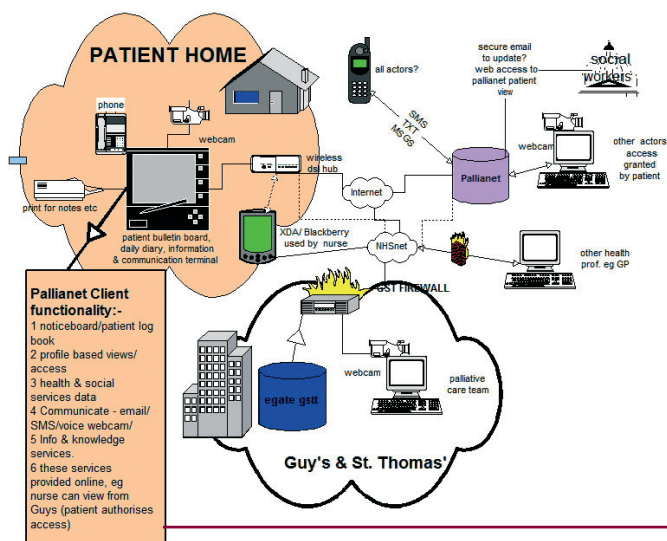 PATIENT HOME
phone
webcam
wireless
dsl hub
print for notes etc
patient bulletin board,
daily diary, information
& communication terminal
XDA/ Blackberry
used by nurse
all actors?
SMS
TXT
MSGS
secure email
to update?
web access to
pallianet patient
view
social
workers
webcam
Pallianet
other actors
access
granted
by patient
Internet
NHSnet
other health
prof. eg GP
GST FIREWALL
webcam
palliative
care team
egate gstt
Guy's & St. Thomas'
Pallianet Client
functionality:-
1 noticeboard/patient log
book
2 profile based views/
access
3 health & social
services data
4 Communicate - email/
SMS/voice webcam/
5 Info & knowledge
services.
6 these services
provided online, eg
nurse can view from
Guys (patient authorises
access)